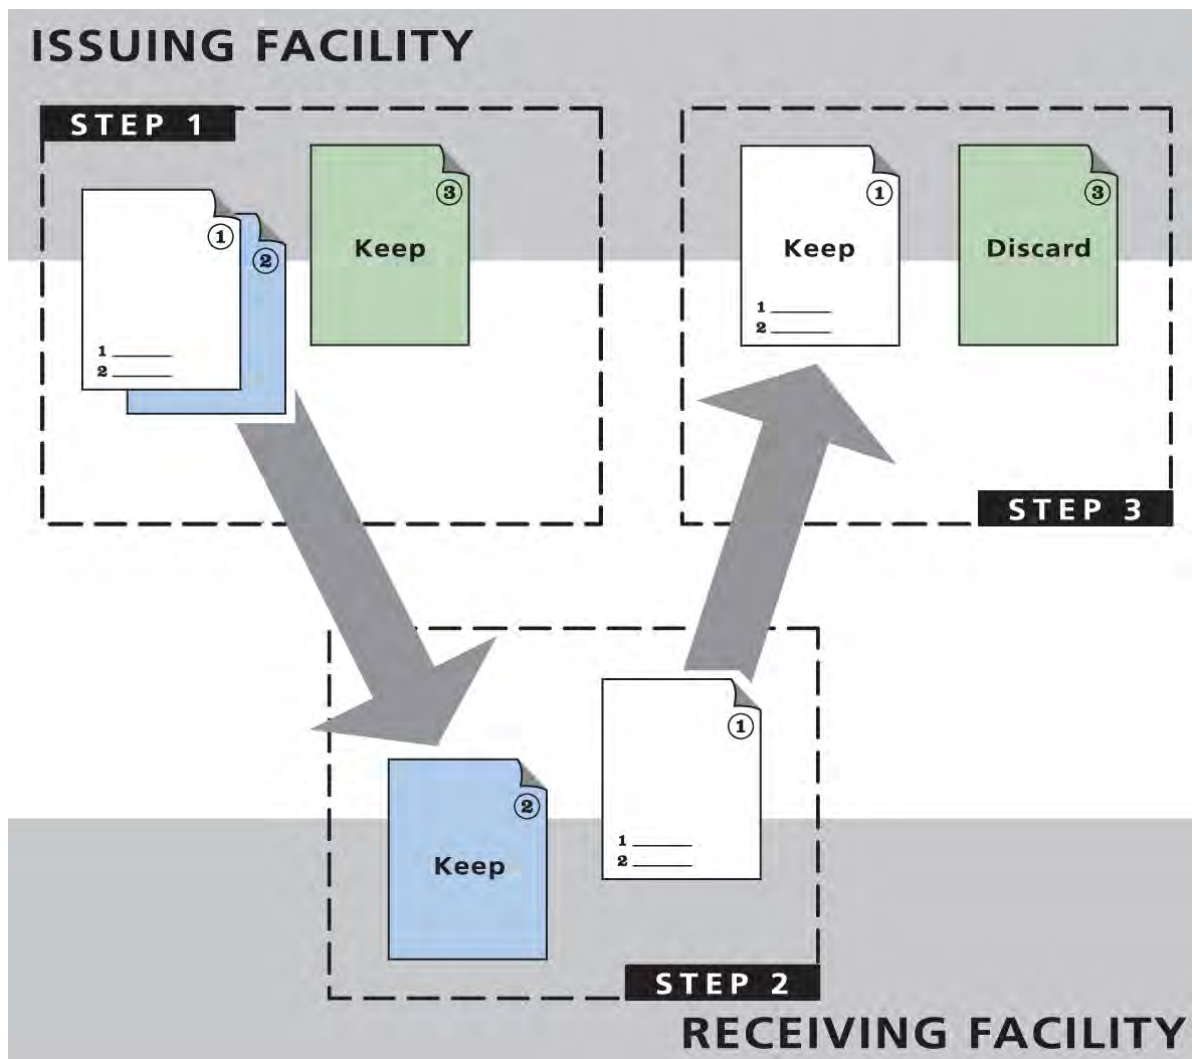 ISSUING FACILITY
STEP 1
1
2
3
Keep
1
2
1
3
Keep
Discard
1
2
STEP 3
1
2
Keep
1
2
STEP 2
RECEIVING FACILITY